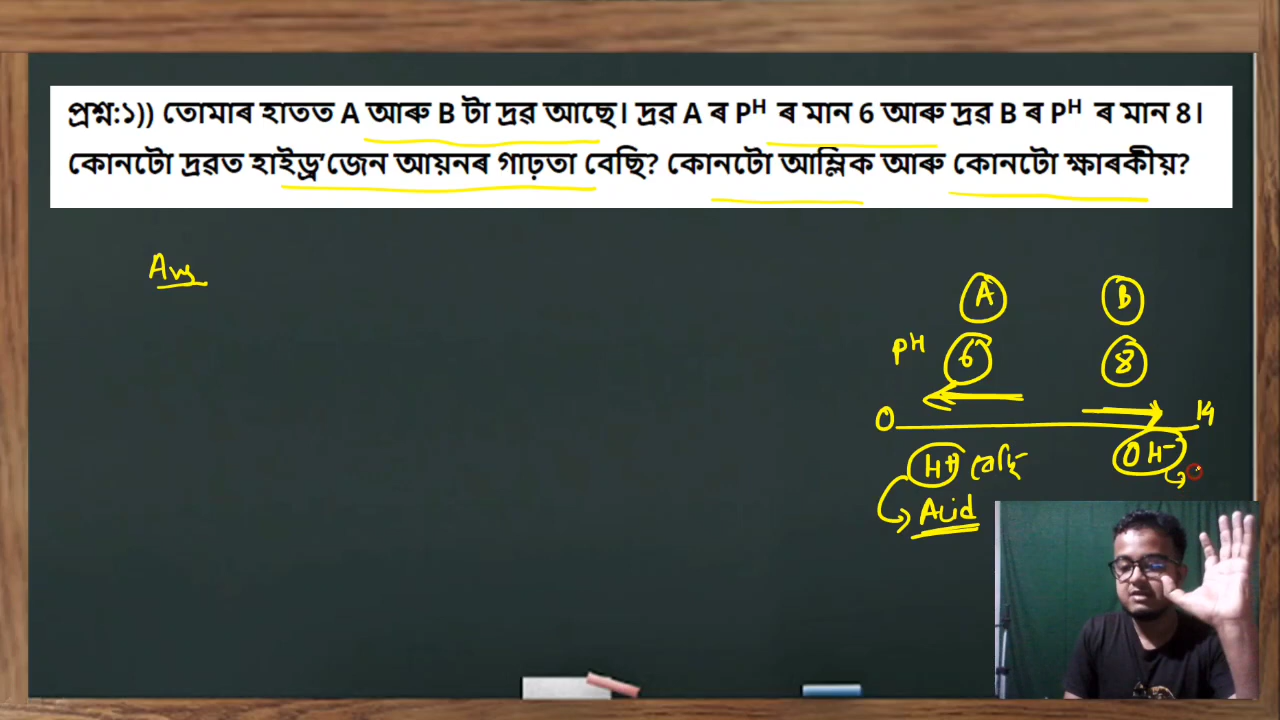 প্ৰশ্ন:১)) তোমাৰ হাতত A আৰু B টা দ্ৰৱ আছে। দ্ৰৱ A ৰ Pᴴ ৰ মান 6 আৰু দ্ৰৱ B ৰ Pᴴ ৰ মান 8।
কোনটো দ্ৰৱত হাইড্ৰ'জেন আয়নৰ গাঢ়তা বেছি? কোনটো আম্লিক আৰু কোনটো ক্ষাৰকীয়?
Ans
A B
PH 6 8
0 14
H+ বেছি OH-
Acid